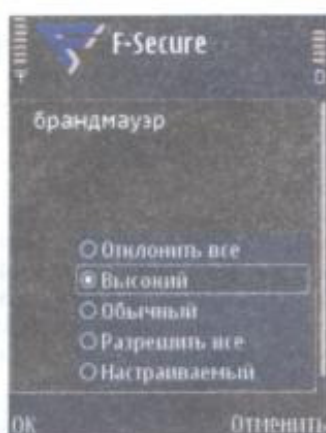 F-Secure
брандмауэр
Отклонить все
Высокий
Обычный
Разрешить все
Настраиваемый
OK Отменить